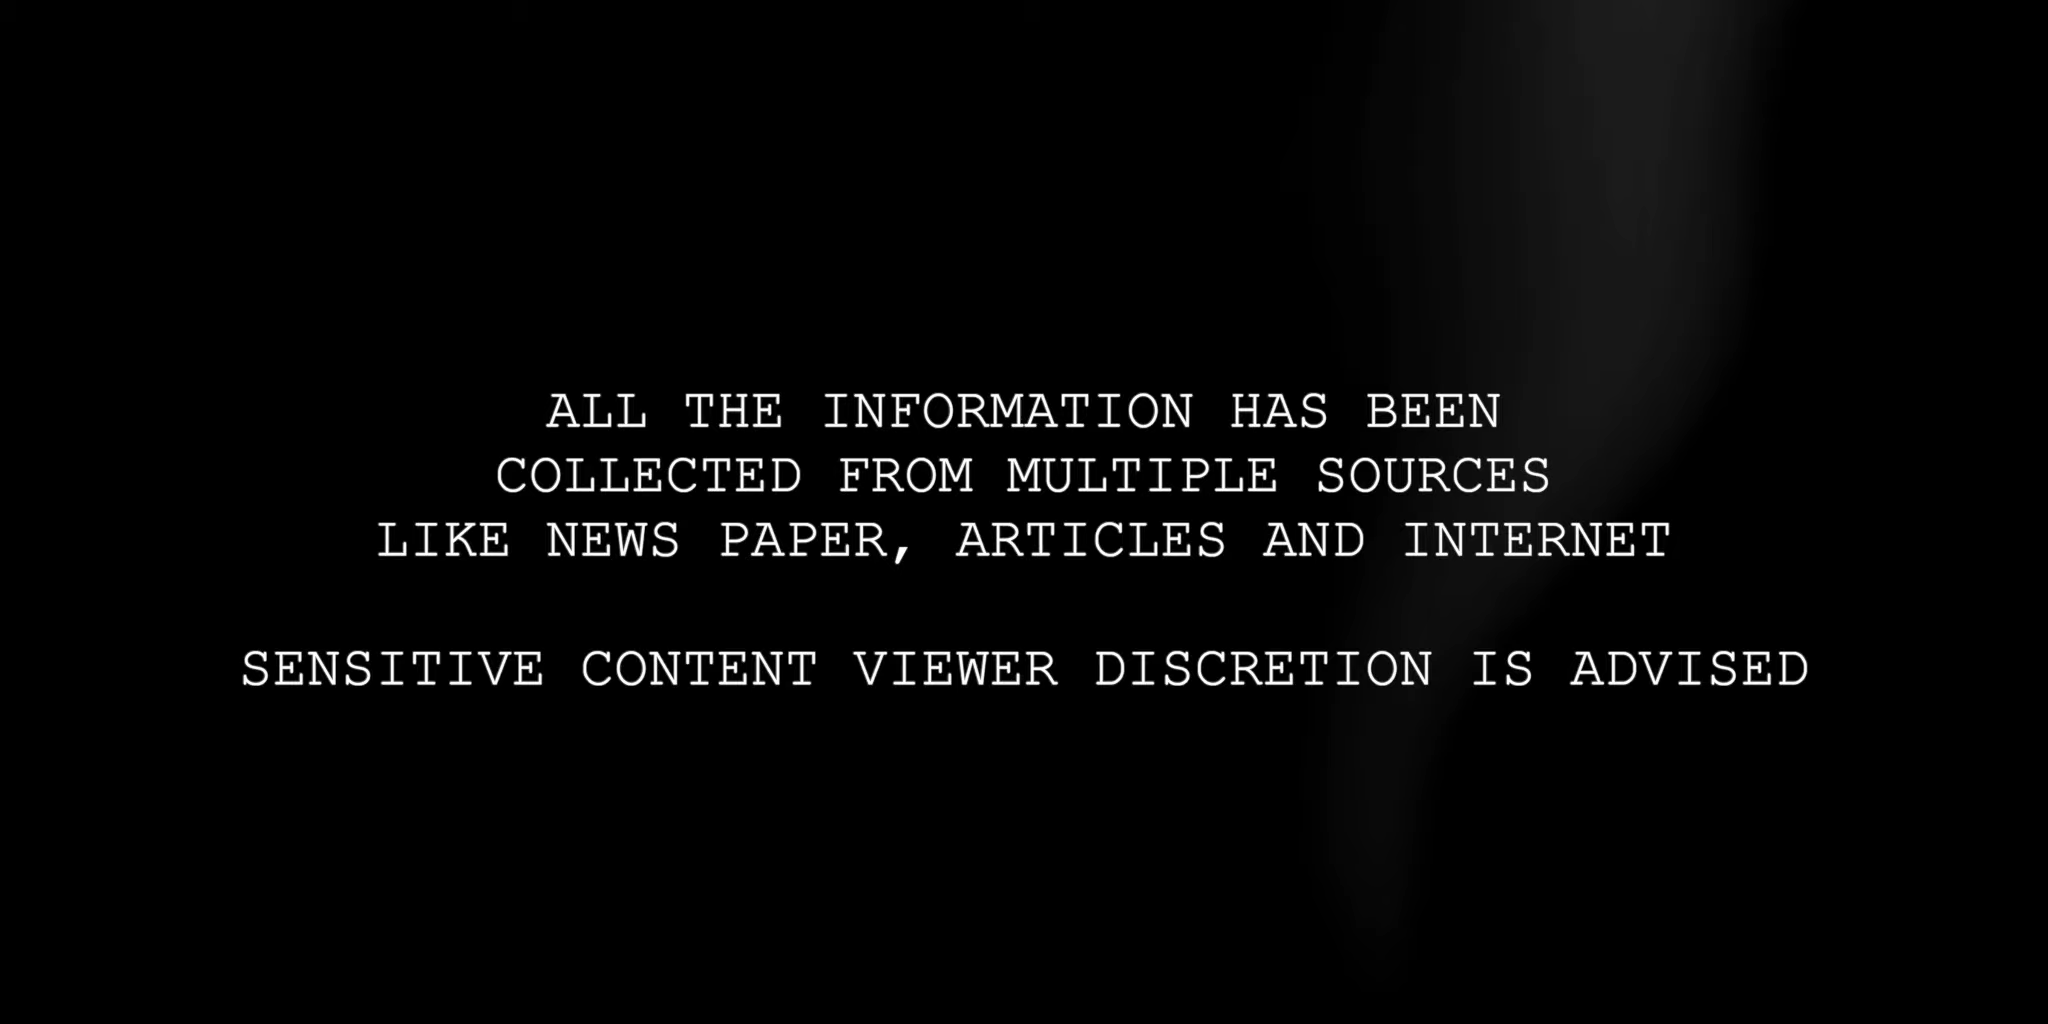 ALL THE INFORMATION HAS BEEN
COLLECTED FROM MULTIPLE SOURCES
LIKE NEWS PAPER, ARTICLES AND INTERNET
SENSITIVE CONTENT VIEWER DISCRETION IS ADVISED